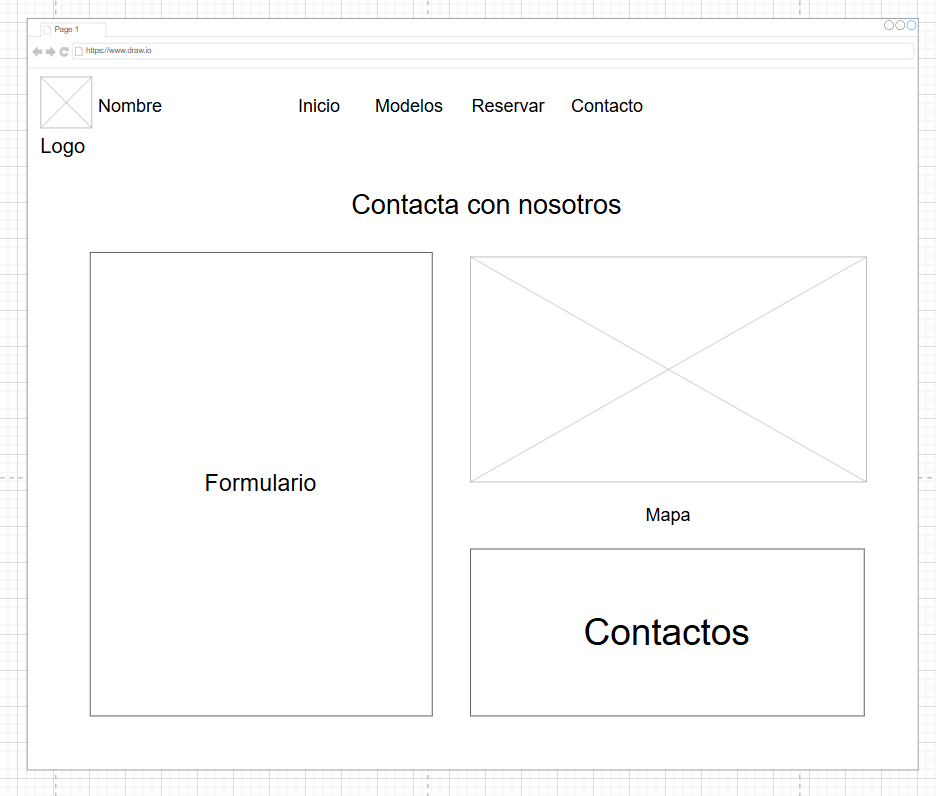 Page 1
https://www.draw.io
Nombre
Inicio
Modelos
Reservar
Contacto
Logo
Contacta con nosotros
Formulario
Mapa
Contactos